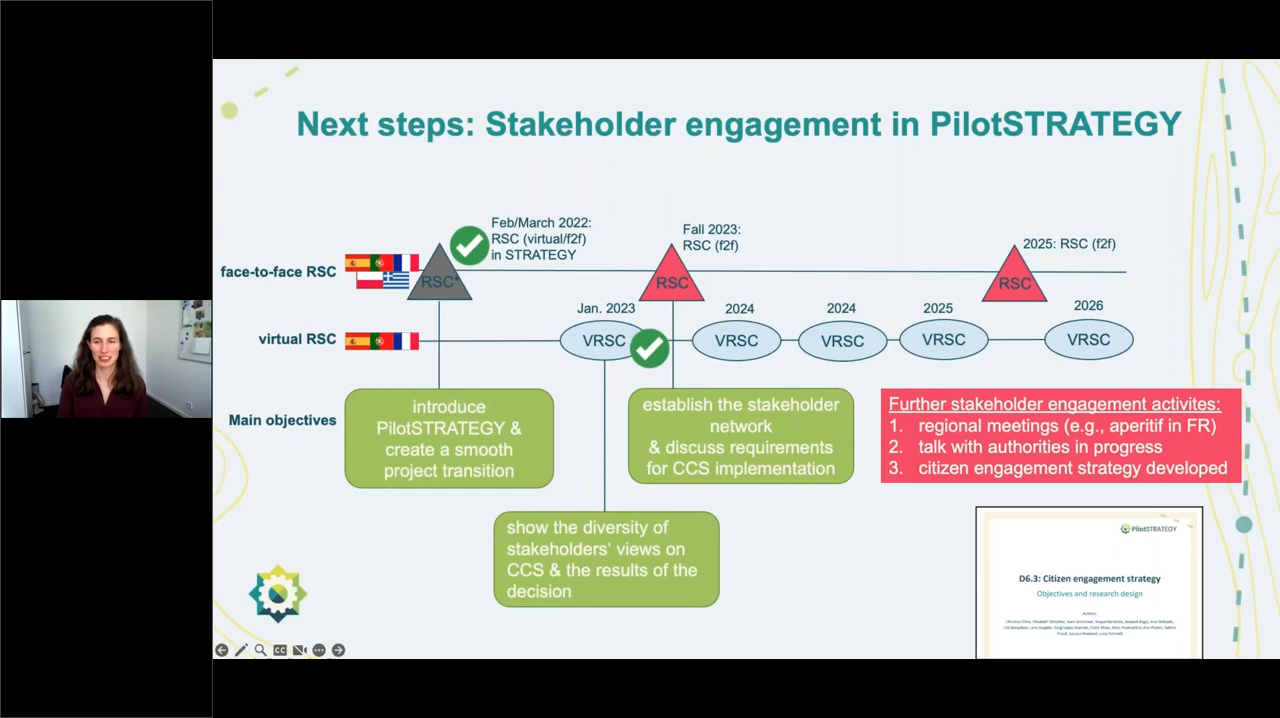 Next steps: Stakeholder engagement in PilotSTRATEGY
Feb/March 2022:
RSC (virtual/f2f)
in STRATEGY
Fall 2023:
RSC (f2f)
2025: RSC (f2f)
face-to-face RSC
RSC*
RSC
RSC
Jan. 2023
2024
2024
2025
2026
virtual RSC
VRSC
VRSC
VRSC
VRSC
VRSC
Main objectives
introduce
PilotSTRATEGY &
create a smooth
project transition
establish the stakeholder
network
& discuss requirements
for CCS implementation
Further stakeholder engagement activites:
1. regional meetings (e.g., aperitif in FR)
2. talk with authorities in progress
3. citizen engagement strategy developed
show the diversity of
stakeholders‘ views on
CCS & the results of the
decision
PilotSTRATEGY
D6.3: Citizen engagement strategy
Objectives and research design
Authors:
CC